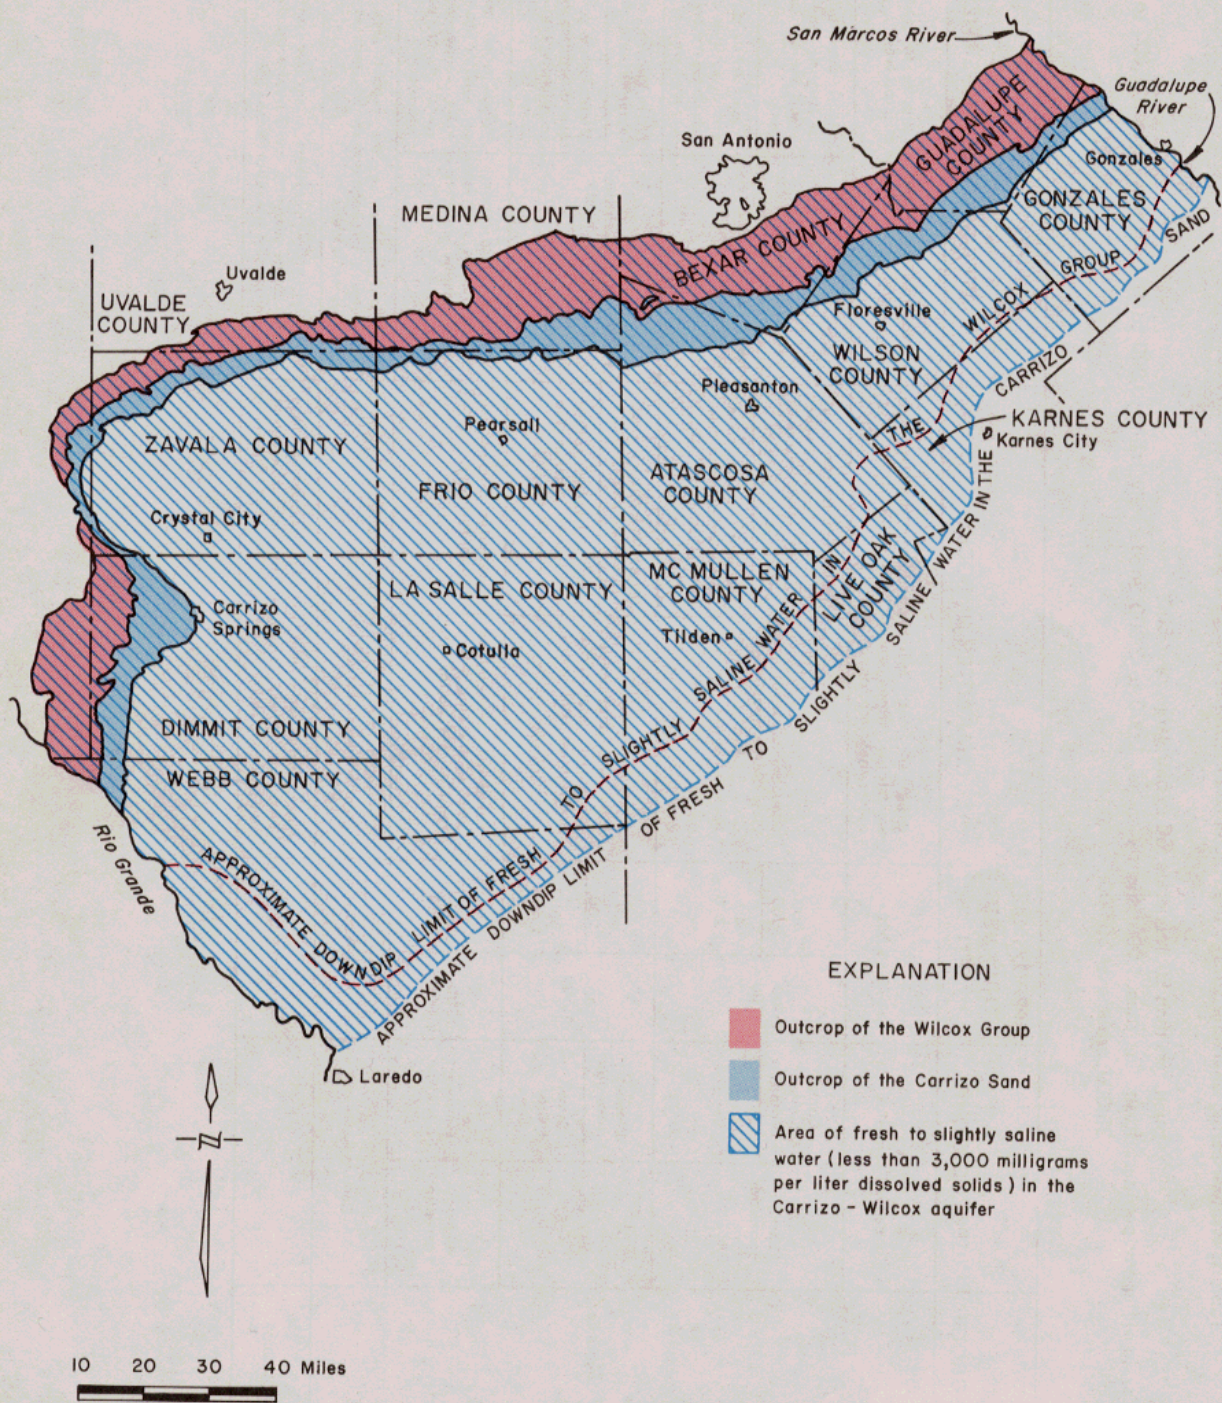 San Marcos River
Guadalupe
River
San Antonio
GUADALUPE
COUNTY
Gonzales
MEDINA COUNTY
GONZALES
COUNTY
BEXAR COUNTY
Uvalde
UVALDE
COUNTY
Floresville
WILSON
COUNTY
Pleasanton
KARNES COUNTY
Karnes City
Pearsall
ZAVALA COUNTY
FRIO COUNTY
ATASCOSA
COUNTY
Crystal City
LA SALLE COUNTY
MC MULLEN
COUNTY
LIVE OAK
COUNTY
Carrizo
Springs
Cotulla
Tilden
DIMMIT COUNTY
WEBB COUNTY
Rio Grande
APPROXIMATE DOWNDIP LIMIT OF FRESH TO SLIGHTLY SALINE WATER IN THE WILCOX GROUP
APPROXIMATE DOWNDIP LIMIT OF FRESH TO SLIGHTLY SALINE WATER IN THE CARRIZO SAND
Laredo
EXPLANATION
Outcrop of the Wilcox Group
Outcrop of the Carrizo Sand
Area of fresh to slightly saline
water (less than 3,000 milligrams
per liter dissolved solids) in the
Carrizo - Wilcox aquifer
N
10 20 30 40 Miles